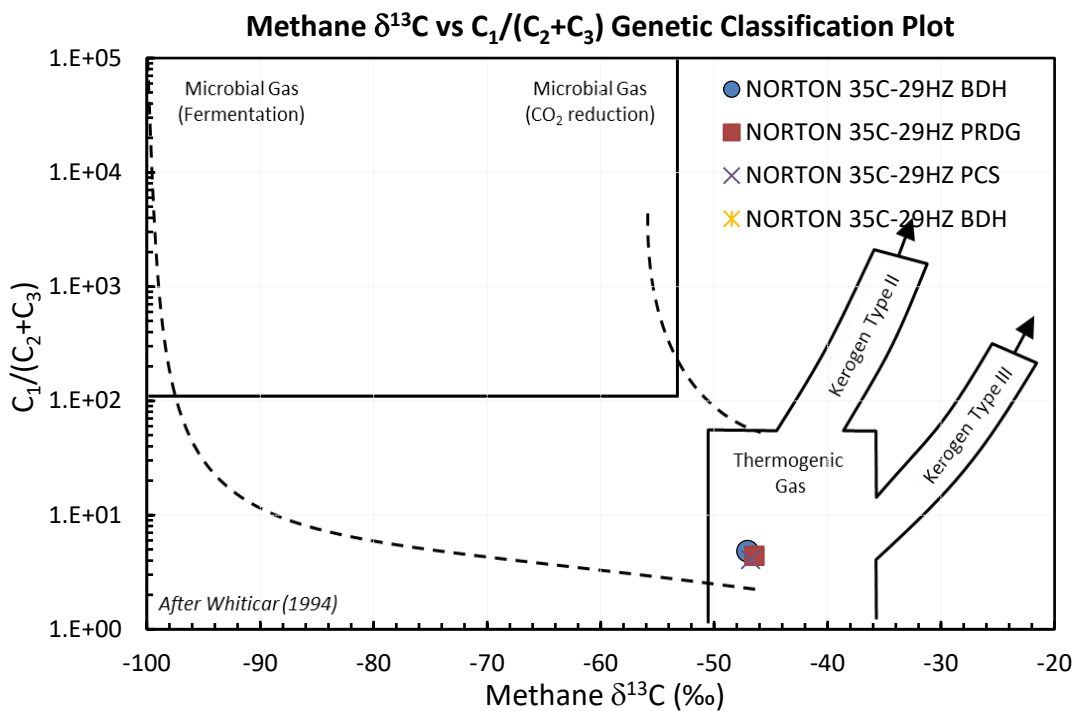 Methane δ¹³C vs C₁/(C₂+C₃) Genetic Classification Plot
1.E+05
1.E+04
1.E+03
1.E+02
1.E+01
1.E+00
C₁/(C₂+C₃)
Microbial Gas
(Fermentation)
Microbial Gas
(CO₂ reduction)
NORTON 35C-29HZ BDH
NORTON 35C-29HZ PRDG
NORTON 35C-29HZ PCS
NORTON 35C-29HZ BDH
Kerogen Type II
Kerogen Type III
Thermogenic
Gas
After Whiticar (1994)
-100 -90 -80 -70 -60 -50 -40 -30 -20
Methane δ¹³C (‰)